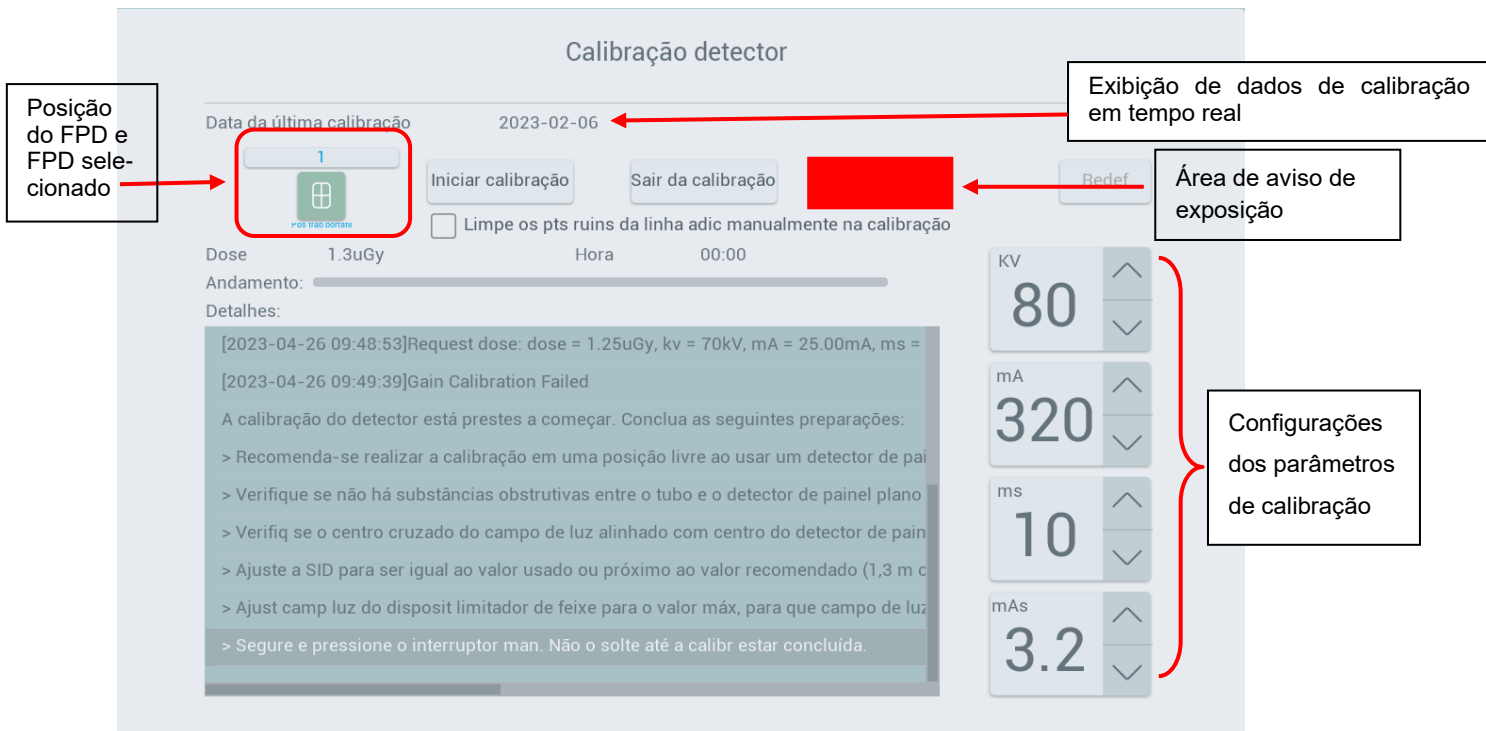 Calibração detector
Posição
do FPD e
FPD sele-
cionado
Exibição de dados de calibração
em tempo real
Data da última calibração 2023-02-06
1
Iniciar calibração
Sair da calibração
Redef
Área de aviso de
exposição
Limpe os pts ruins da linha adic manualmente na calibração
Dose 1.3uGy Hora 00:00
Andamento:
Detalhes:
[2023-04-26 09:48:53]Request dose: dose = 1.25uGy, kv = 70kV, mA = 25.00mA, ms =
[2023-04-26 09:49:39]Gain Calibration Failed
A calibração do detector está prestes a começar. Conclua as seguintes preparações:
> Recomenda-se realizar a calibração em uma posição livre ao usar um detector de pai
> Verifique se não há substâncias obstrutivas entre o tubo e o detector de painel plano
> Verifiq se o centro cruzado do campo de luz alinhado com centro do detector de pain
> Ajuste a SID para ser igual ao valor usado ou próximo ao valor recomendado (1,3 m
> Ajust camp luz do disposit limitador de feixe para o valor máx, para que campo de luz
> Segure e pressione o interruptor man. Não o solte até a calibr estar concluída.
KV
80
mA
320
ms
10
mAs
3.2
Configurações
dos parâmetros
de calibração